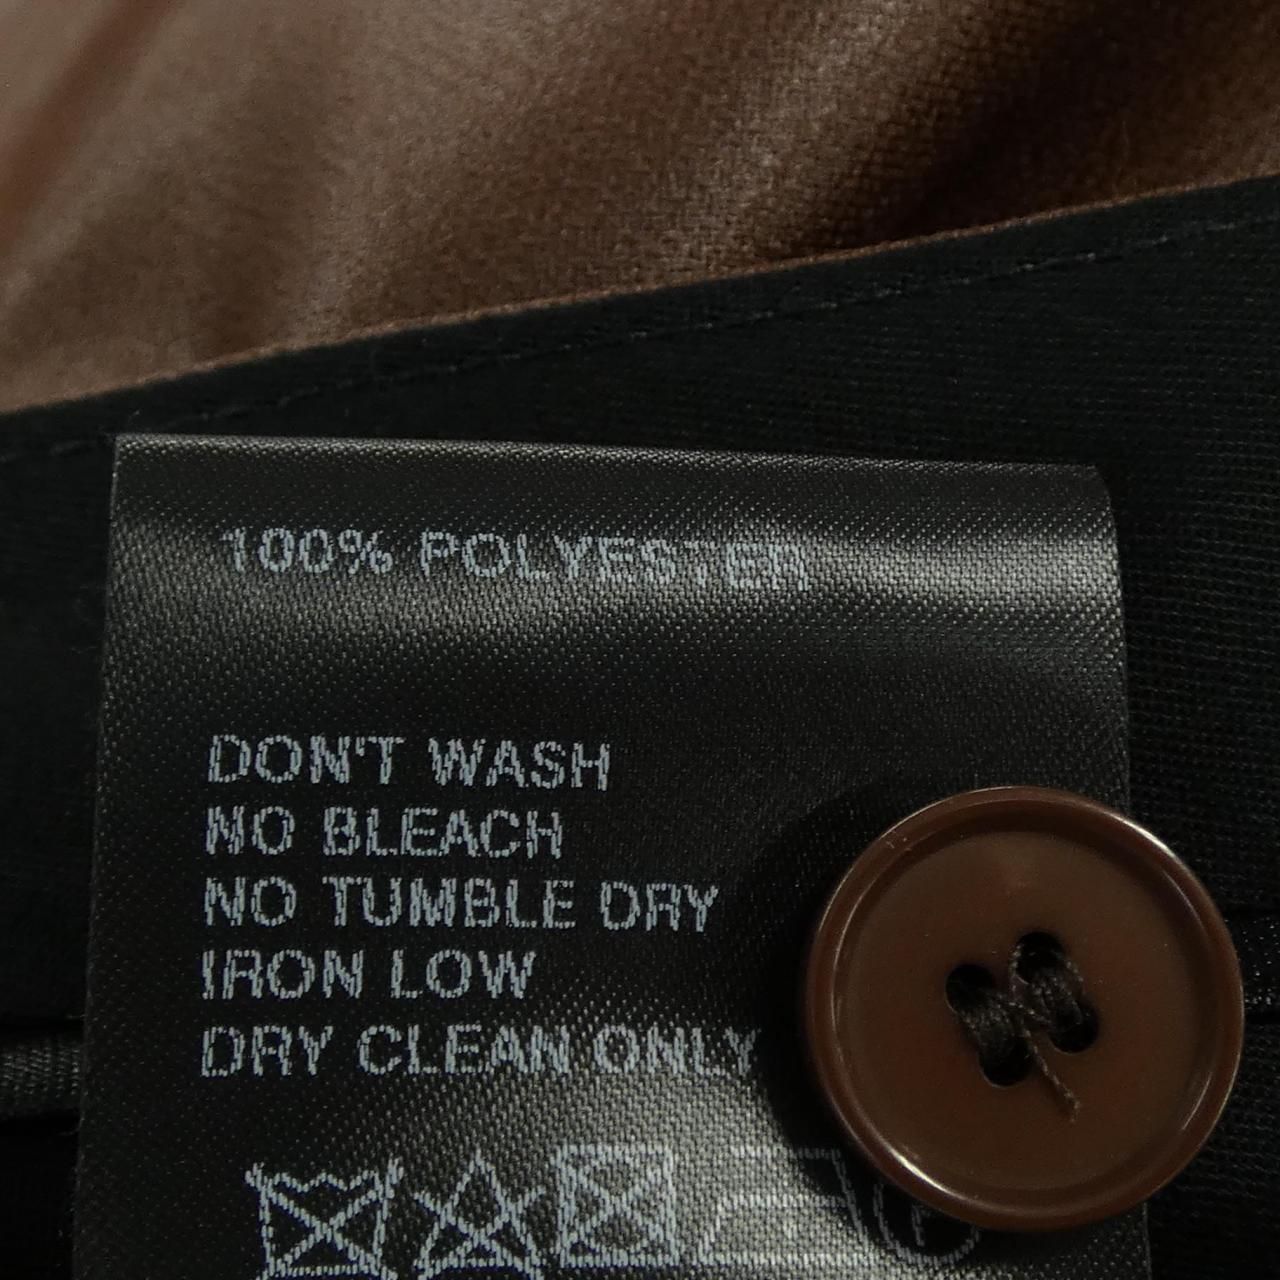 100% POLYESTER
DON'T WASH
NO BLEACH
NO TUMBLE DRY
IRON LOW
DRY CLEAN ONLY